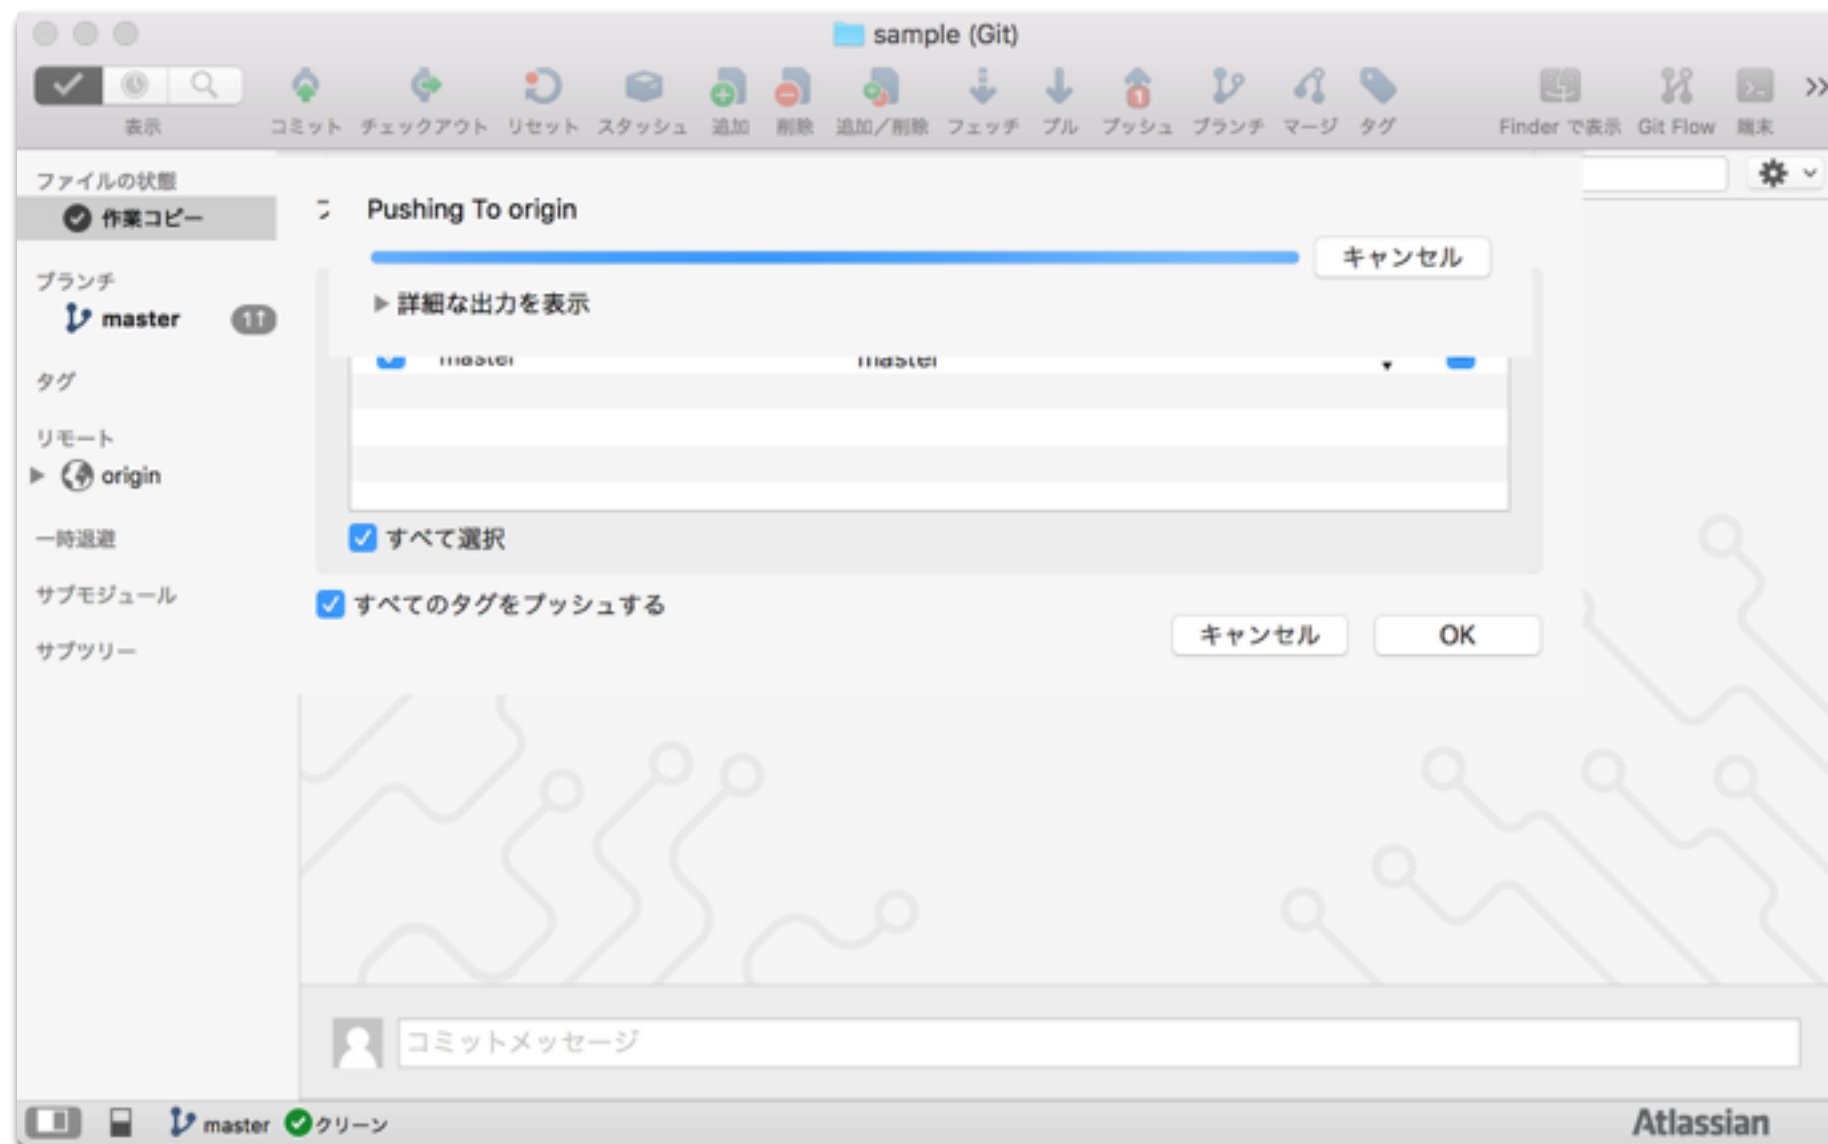 sample (Git)
表示
コミット チェックアウト リセット スタッシュ 追加 削除 追加／削除 フェッチ プル プッシュ ブランチ マージ タグ Finder で表示 Git Flow 端末
1
ファイルの状態
作業コピー
ブランチ
master 1↑
タグ
リモート
origin
一時退避
サブモジュール
サブツリー
Pushing To origin
キャンセル
詳細な出力を表示
master master
すべて選択
すべてのタグをプッシュする
キャンセル OK
コミットメッセージ
master クリーン
Atlassian